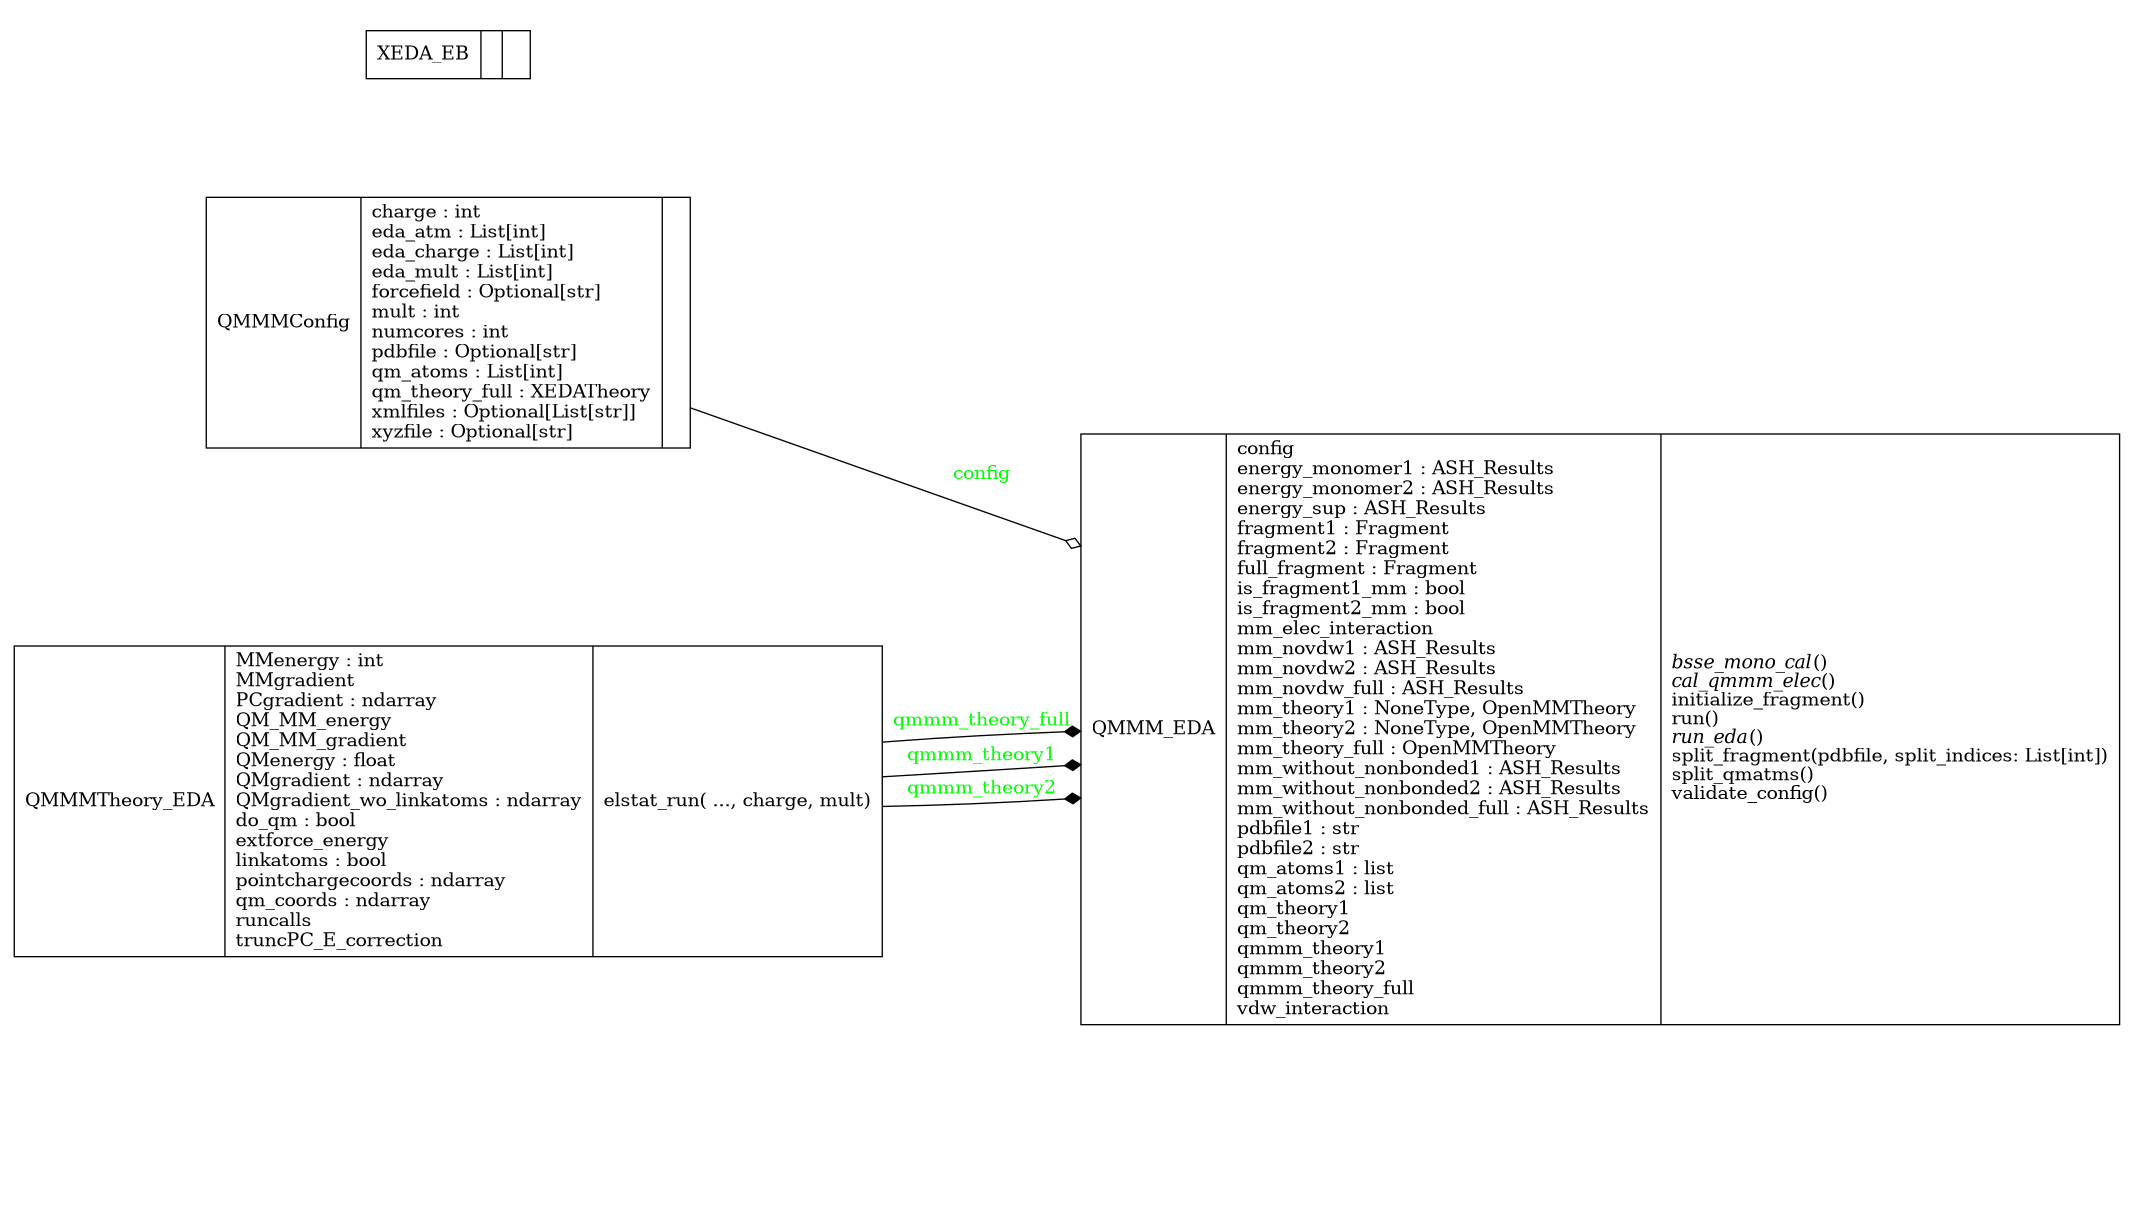 XEDA_EB
QMMMConfig
charge : int
eda_atm : List[int]
eda_charge : List[int]
eda_mult : List[int]
forcefield : Optional[str]
mult : int
numcores : int
pdbfile : Optional[str]
qm_atoms : List[int]
qm_theory_full : XEDATheory
xmlfiles : Optional[List[str]]
xyzfile : Optional[str]
config
QMMMTheory_EDA
MMenergy : int
MMgradient
PCgradient : ndarray
QM_MM_energy
QM_MM_gradient
QMenergy : float
QMgradient : ndarray
QMgradient_wo_linkatoms : ndarray
do_qm : bool
extforce_energy
linkatoms : bool
pointchargecoords : ndarray
qm_coords : ndarray
runcalls
truncPC_E_correction
elstat_run( ..., charge, mult)
qmmm_theory_full
qmmm_theory1
qmmm_theory2
QMMM_EDA
config
energy_monomer1 : ASH_Results
energy_monomer2 : ASH_Results
energy_sup : ASH_Results
fragment1 : Fragment
fragment2 : Fragment
full_fragment : Fragment
is_fragment1_mm : bool
is_fragment2_mm : bool
mm_elec_interaction
mm_novdw1 : ASH_Results
mm_novdw2 : ASH_Results
mm_novdw_full : ASH_Results
mm_theory1 : NoneType, OpenMMTheory
mm_theory2 : NoneType, OpenMMTheory
mm_theory_full : OpenMMTheory
mm_without_nonbonded1 : ASH_Results
mm_without_nonbonded2 : ASH_Results
mm_without_nonbonded_full : ASH_Results
pdbfile1 : str
pdbfile2 : str
qm_atoms1 : list
qm_atoms2 : list
qm_theory1
qm_theory2
qmmm_theory1
qmmm_theory2
qmmm_theory_full
vdw_interaction
bsse_mono_cal()
cal_qmmm_elec()
initialize_fragment()
run()
run_eda()
split_fragment(pdbfile, split_indices: List[int])
split_qmatms()
validate_config()